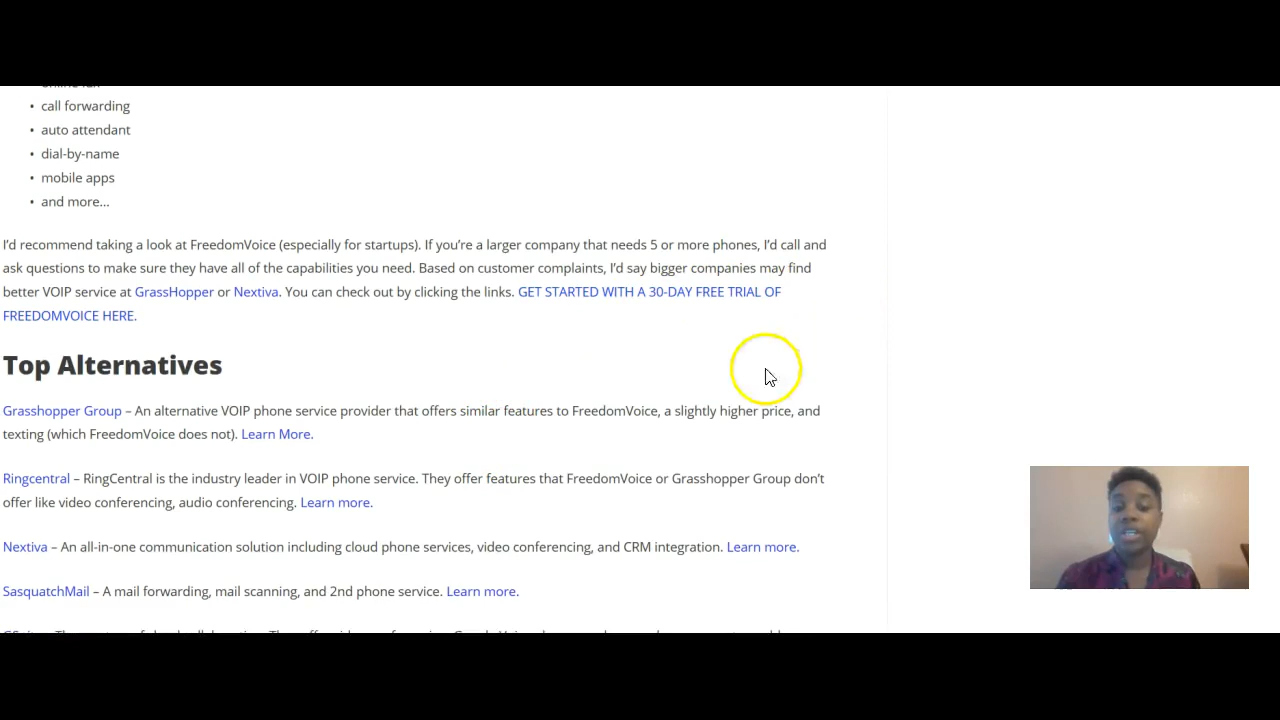 • call forwarding
• auto attendant
• dial-by-name
• mobile apps
• and more...
I'd recommend taking a look at FreedomVoice (especially for startups). If you're a larger company that needs 5 or more phones, I'd call and
ask questions to make sure they have all of the capabilities you need. Based on customer complaints, I'd say bigger companies may find
better VOIP service at GrassHopper or Nextiva. You can check out by clicking the links. GET STARTED WITH A 30-DAY FREE TRIAL OF
FREEDOMVOICE HERE.
Top Alternatives
Grasshopper Group – An alternative VOIP phone service provider that offers similar features to FreedomVoice, a slightly higher price, and
texting (which FreedomVoice does not). Learn More.
Ringcentral – RingCentral is the industry leader in VOIP phone service. They offer features that FreedomVoice or Grasshopper Group don't
offer like video conferencing, audio conferencing. Learn more.
Nextiva – An all-in-one communication solution including cloud phone services, video conferencing, and CRM integration. Learn more.
SasquatchMail – A mail forwarding, mail scanning, and 2nd phone service. Learn more.